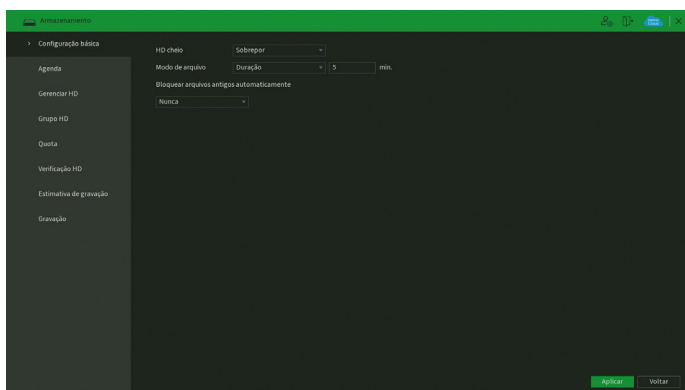 Armazenamento
Configuração básica
Agenda
Gerenciar HD
Grupo HD
Quota
Verificação HD
Estimativa de gravação
Gravação
HD cheio Sobrepor
Modo de arquivo Duração 5 min.
Bloquear arquivos antigos automaticamente
Nunca
Aplicar Voltar